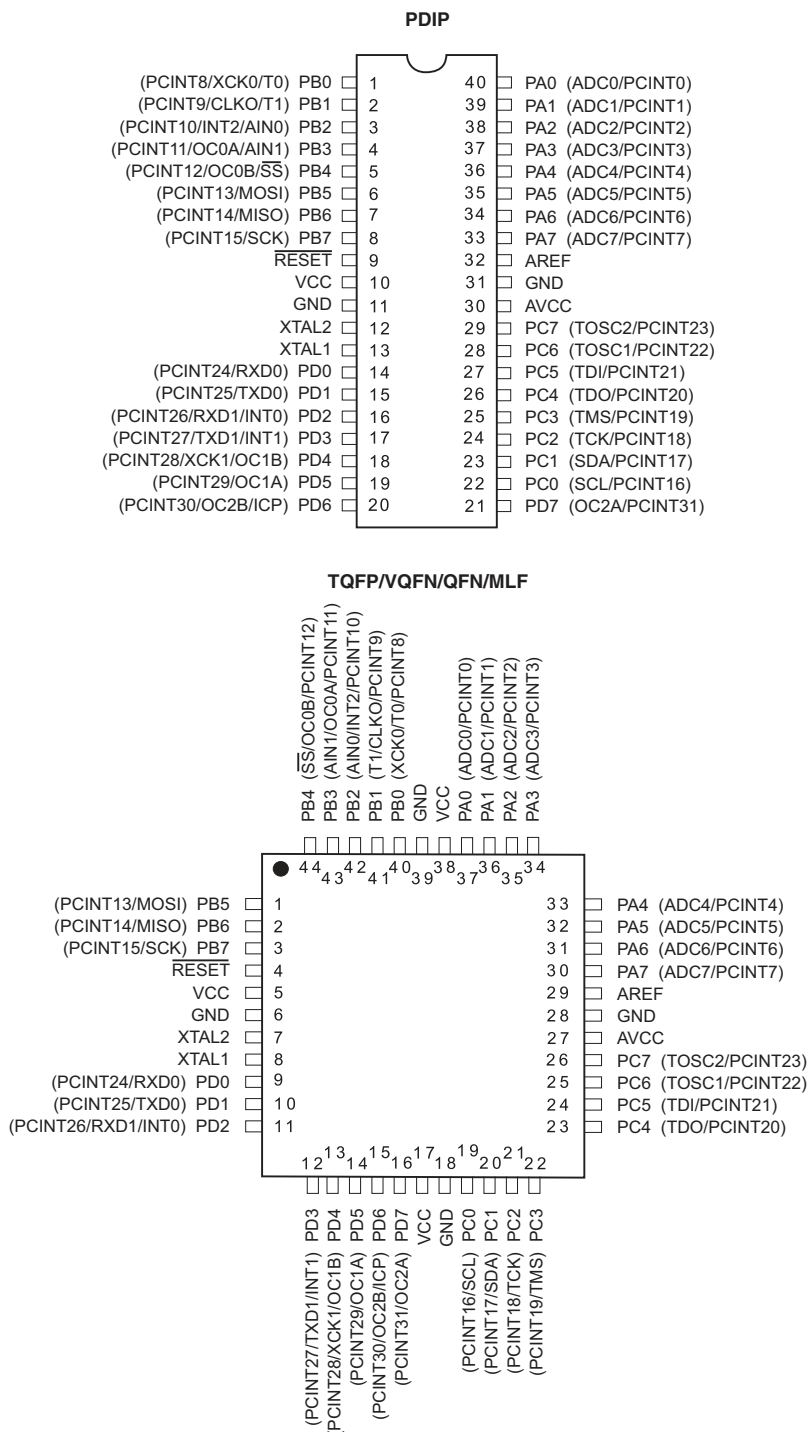 PDIP
(PCINT8/XCK0/T0) PB0 1 40 PA0 (ADC0/PCINT0)
(PCINT9/CLKO/T1) PB1 2 39 PA1 (ADC1/PCINT1)
(PCINT10/INT2/AIN0) PB2 3 38 PA2 (ADC2/PCINT2)
(PCINT11/OC0A/AIN1) PB3 4 37 PA3 (ADC3/PCINT3)
(PCINT12/OC0B/SS) PB4 5 36 PA4 (ADC4/PCINT4)
(PCINT13/MOSI) PB5 6 35 PA5 (ADC5/PCINT5)
(PCINT14/MISO) PB6 7 34 PA6 (ADC6/PCINT6)
(PCINT15/SCK) PB7 8 33 PA7 (ADC7/PCINT7)
RESET 9 32 AREF
VCC 10 31 GND
GND 11 30 AVCC
XTAL2 12 29 PC7 (TOSC2/PCINT23)
XTAL1 13 28 PC6 (TOSC1/PCINT22)
(PCINT24/RXD0) PD0 14 27 PC5 (TDI/PCINT21)
(PCINT25/TXD0) PD1 15 26 PC4 (TDO/PCINT20)
(PCINT26/RXD1/INT0) PD2 16 25 PC3 (TMS/PCINT19)
(PCINT27/TXD1/INT1) PD3 17 24 PC2 (TCK/PCINT18)
(PCINT28/XCK1/OC1B) PD4 18 23 PC1 (SDA/PCINT17)
(PCINT29/OC1A) PD5 19 22 PC0 (SCL/PCINT16)
(PCINT30/OC2B/ICP) PD6 20 21 PD7 (OC2A/PCINT31)
TQFP/VQFN/QFN/MLF
PB4 (SS/OC0B/PCINT12)
PB3 (AIN1/OC0A/PCINT11)
PB2 (AIN0/INT2/PCINT10)
PB1 (T1/CLKO/PCINT9)
PB0 (XCK0/T0/PCINT8)
GND
VCC
PA0 (ADC0/PCINT0)
PA1 (ADC1/PCINT1)
PA2 (ADC2/PCINT2)
PA3 (ADC3/PCINT3)
44 43 42 41 40 39 38 37 36 35 34
(PCINT13/MOSI) PB5 1 33 PA4 (ADC4/PCINT4)
(PCINT14/MISO) PB6 2 32 PA5 (ADC5/PCINT5)
(PCINT15/SCK) PB7 3 31 PA6 (ADC6/PCINT6)
RESET 4 30 PA7 (ADC7/PCINT7)
VCC 5 29 AREF
GND 6 28 GND
XTAL2 7 27 AVCC
XTAL1 8 26 PC7 (TOSC2/PCINT23)
(PCINT24/RXD0) PD0 9 25 PC6 (TOSC1/PCINT22)
(PCINT25/TXD0) PD1 10 24 PC5 (TDI/PCINT21)
(PCINT26/RXD1/INT0) PD2 11 23 PC4 (TDO/PCINT20)
12 13 14 15 16 17 18 19 20 21 22
(PCINT27/TXD1/INT1) PD3
(PCINT28/XCK1/OC1B) PD4
(PCINT29/OC1A) PD5
(PCINT30/OC2B/ICP) PD6
(PCINT31/OC2A) PD7
VCC
GND
(PCINT16/SCL) PC0
(PCINT17/SDA) PC1
(PCINT18/TCK) PC2
(PCINT19/TMS) PC3